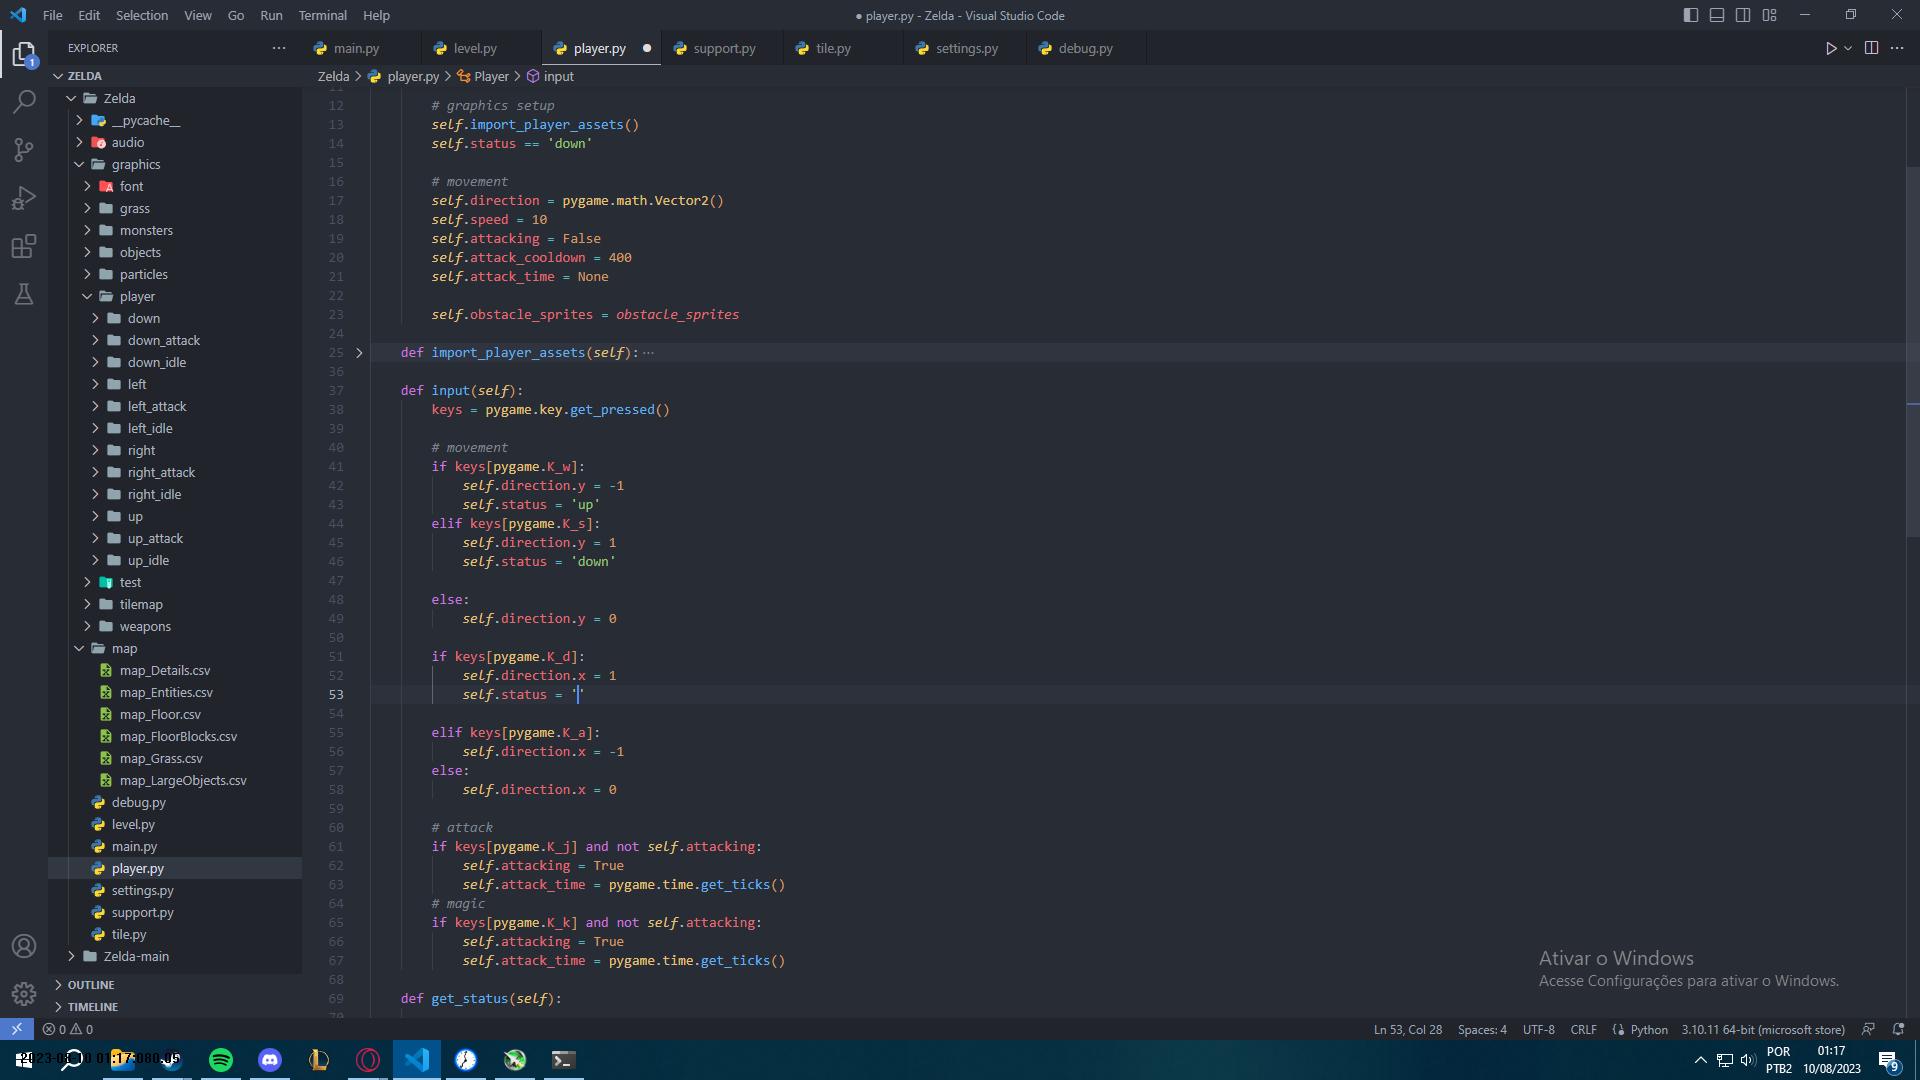 File Edit Selection View Go Run Terminal Help
● player.py - Zelda - Visual Studio Code
EXPLORER
main.py level.py player.py support.py tile.py settings.py debug.py
1
ZELDA
Zelda > player.py > Player > input
Zelda
__pycache__
audio
graphics
font
grass
monsters
objects
particles
player
down
down_attack
down_idle
left
left_attack
left_idle
right
right_attack
right_idle
up
up_attack
up_idle
test
tilemap
weapons
map
map_Details.csv
map_Entities.csv
map_Floor.csv
map_FloorBlocks.csv
map_Grass.csv
map_LargeObjects.csv
debug.py
level.py
main.py
player.py
settings.py
support.py
tile.py
Zelda-main
OUTLINE
TIMELINE
11
12 # graphics setup
13 self.import_player_assets()
14 self.status == 'down'
15
16 # movement
17 self.direction = pygame.math.Vector2()
18 self.speed = 10
19 self.attacking = False
20 self.attack_cooldown = 400
21 self.attack_time = None
22
23 self.obstacle_sprites = obstacle_sprites
24
25 def import_player_assets(self): ···
36
37 def input(self):
38 keys = pygame.key.get_pressed()
39
40 # movement
41 if keys[pygame.K_w]:
42 self.direction.y = -1
43 self.status = 'up'
44 elif keys[pygame.K_s]:
45 self.direction.y = 1
46 self.status = 'down'
47
48 else:
49 self.direction.y = 0
50
51 if keys[pygame.K_d]:
52 self.direction.x = 1
53 self.status = ''
54
55 elif keys[pygame.K_a]:
56 self.direction.x = -1
57 else:
58 self.direction.x = 0
59
60 # attack
61 if keys[pygame.K_j] and not self.attacking:
62 self.attacking = True
63 self.attack_time = pygame.time.get_ticks()
64 # magic
65 if keys[pygame.K_k] and not self.attacking:
66 self.attacking = True
67 self.attack_time = pygame.time.get_ticks()
68
69 def get_status(self):
70
Ativar o Windows
Acesse Configurações para ativar o Windows.
0 0
Ln 53, Col 28 Spaces: 4 UTF-8 CRLF Python 3.10.11 64-bit (microsoft store)
POR
PTB2
01:17
10/08/2023
9